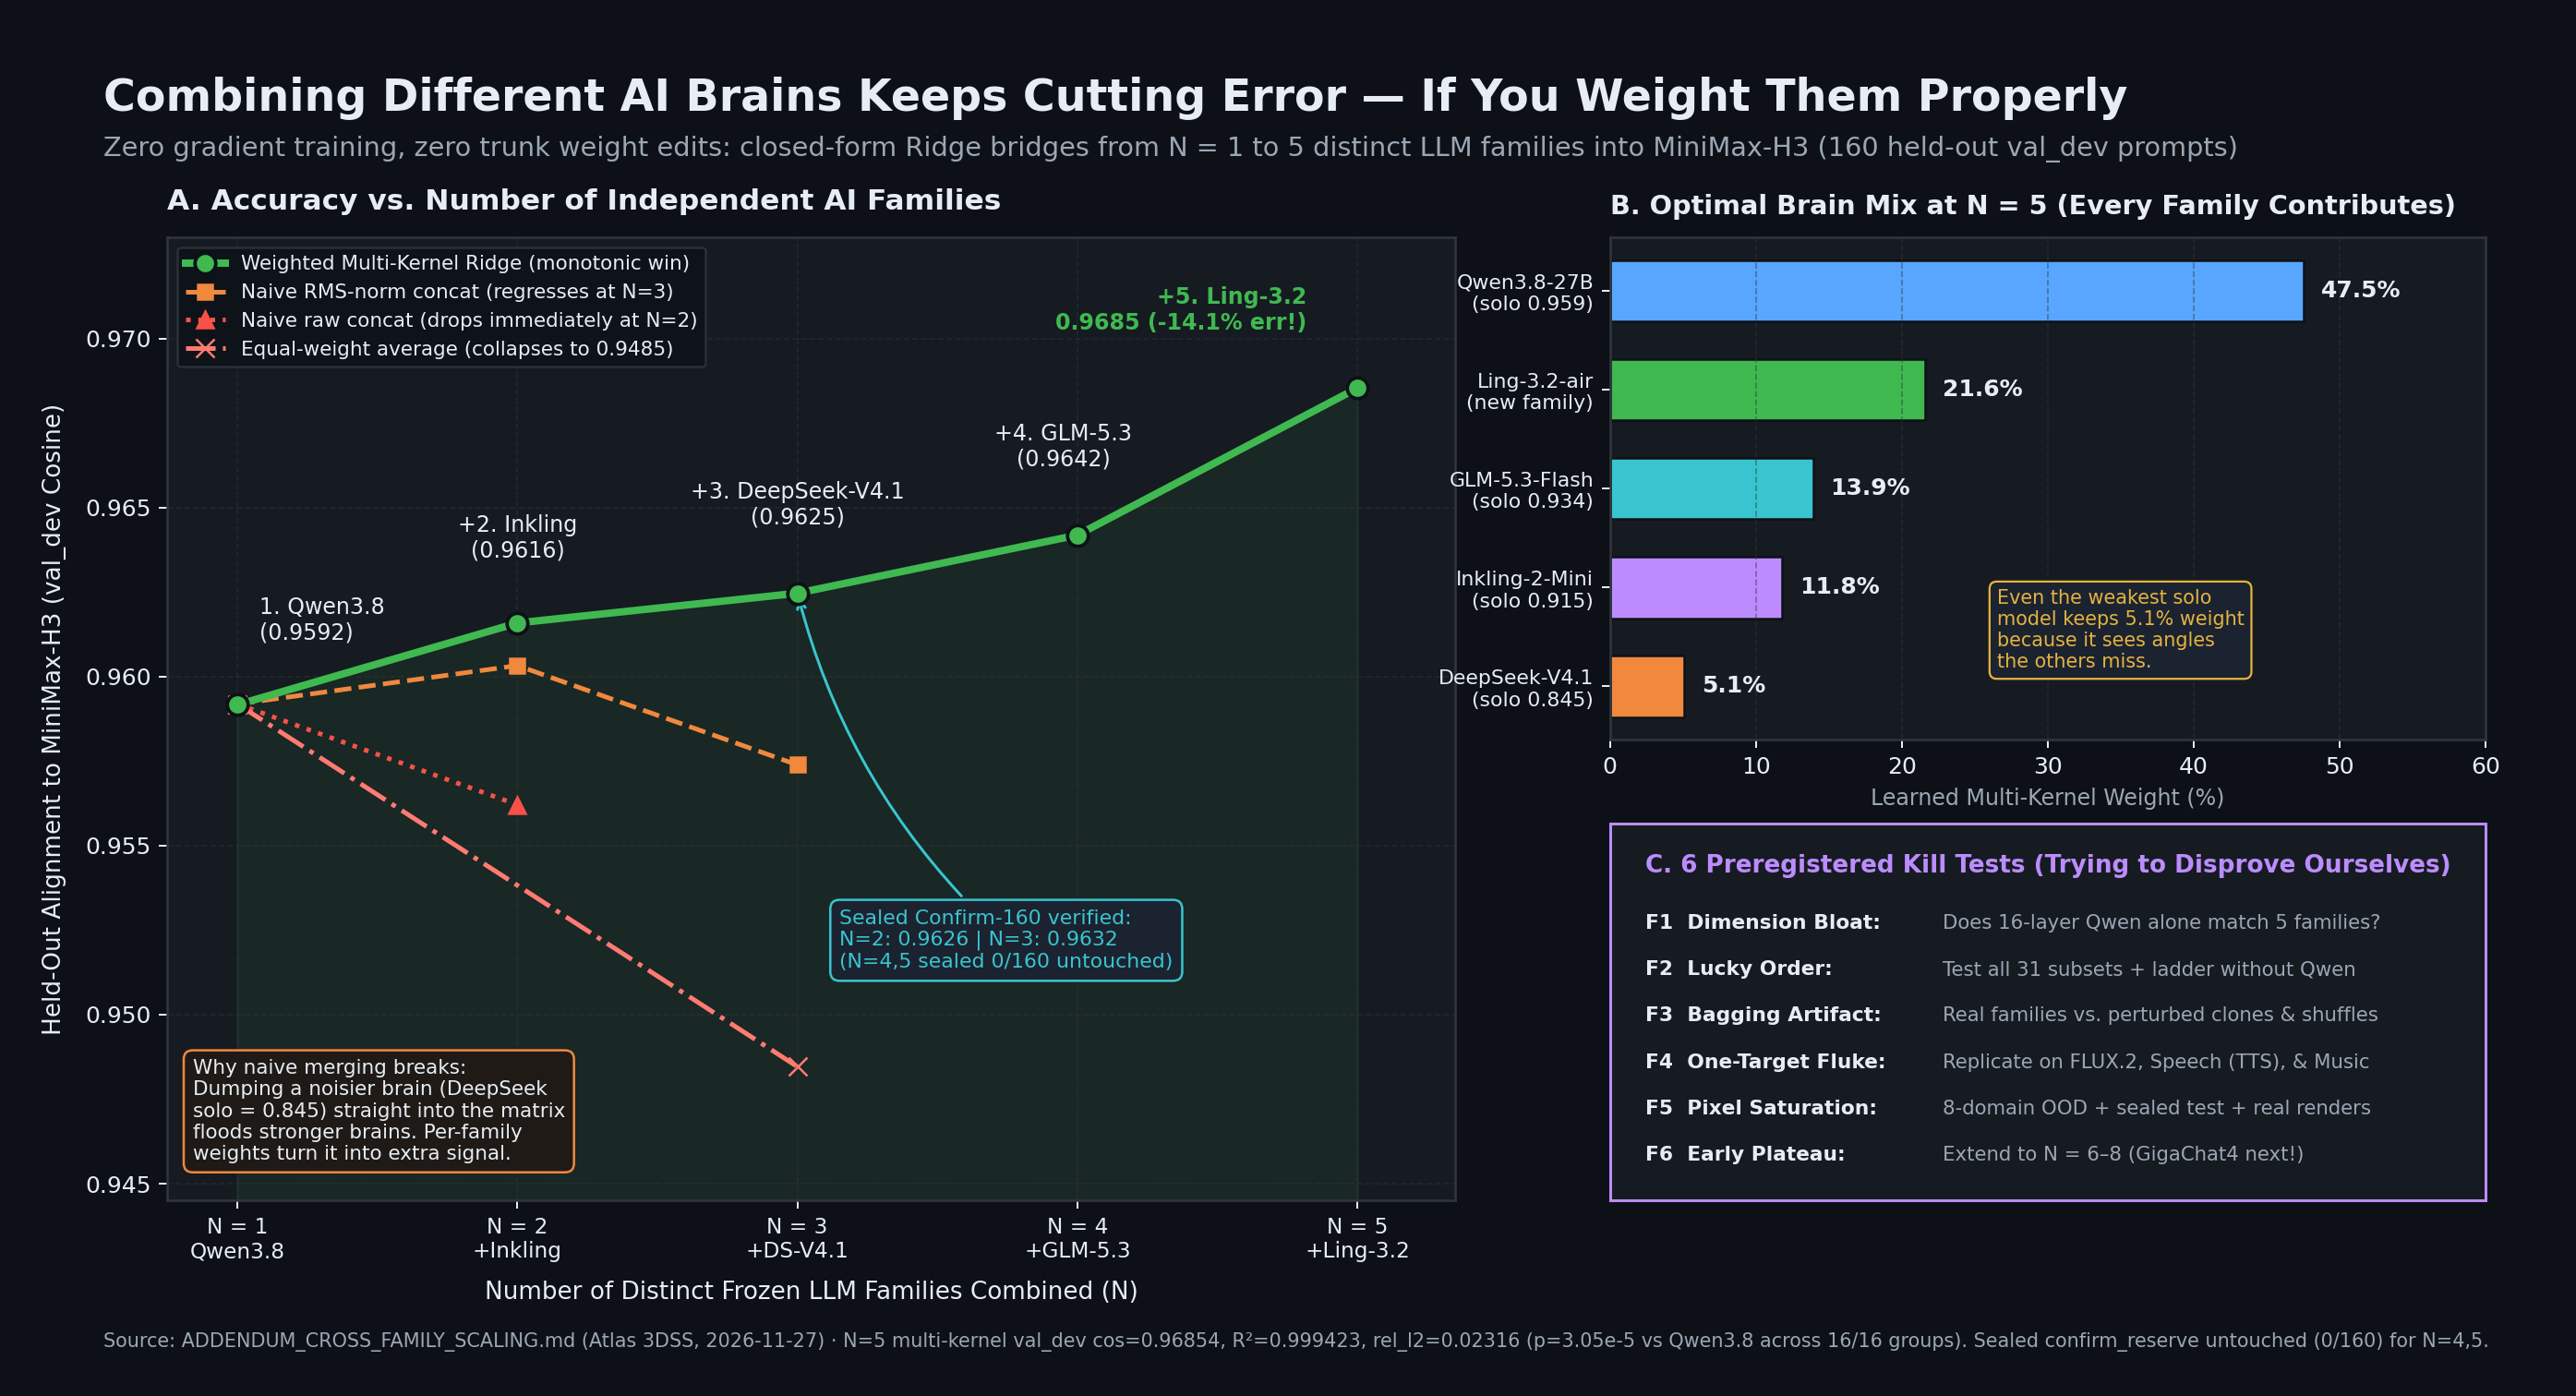 Combining Different AI Brains Keeps Cutting Error — If You Weight Them Properly
Zero gradient training, zero trunk weight edits: closed-form Ridge bridges from N = 1 to 5 distinct LLM families into MiniMax-H3 (160 held-out val_dev prompts)
A. Accuracy vs. Number of Independent AI Families
Weighted Multi-Kernel Ridge (monotonic win)
Naive RMS-norm concat (regresses at N=3)
Naive raw concat (drops immediately at N=2)
Equal-weight average (collapses to 0.9485)
+5. Ling-3.2
0.9685 (-14.1% err!)
+4. GLM-5.3
(0.9642)
+3. DeepSeek-V4.1
(0.9625)
+2. Inkling
(0.9616)
1. Qwen3.8
(0.9592)
Sealed Confirm-160 verified:
N=2: 0.9626 | N=3: 0.9632
(N=4,5 sealed 0/160 untouched)
Why naive merging breaks:
Dumping a noisier brain (DeepSeek
solo = 0.845) straight into the matrix
floods stronger brains. Per-family
weights turn it into extra signal.
Held-Out Alignment to MiniMax-H3 (val_dev Cosine)
0.970
0.965
0.960
0.955
0.950
0.945
N = 1
Qwen3.8
N = 2
+Inkling
N = 3
+DS-V4.1
N = 4
+GLM-5.3
N = 5
+Ling-3.2
Number of Distinct Frozen LLM Families Combined (N)
B. Optimal Brain Mix at N = 5 (Every Family Contributes)
Qwen3.8-27B
(solo 0.959)
47.5%
Ling-3.2-air
(new family)
21.6%
GLM-5.3-Flash
(solo 0.934)
13.9%
Inkling-2-Mini
(solo 0.915)
11.8%
DeepSeek-V4.1
(solo 0.845)
5.1%
Even the weakest solo
model keeps 5.1% weight
because it sees angles
the others miss.
0 10 20 30 40 50 60
Learned Multi-Kernel Weight (%)
C. 6 Preregistered Kill Tests (Trying to Disprove Ourselves)
F1 Dimension Bloat: Does 16-layer Qwen alone match 5 families?
F2 Lucky Order: Test all 31 subsets + ladder without Qwen
F3 Bagging Artifact: Real families vs. perturbed clones & shuffles
F4 One-Target Fluke: Replicate on FLUX.2, Speech (TTS), & Music
F5 Pixel Saturation: 8-domain OOD + sealed test + real renders
F6 Early Plateau: Extend to N = 6–8 (GigaChat4 next!)
Source: ADDENDUM_CROSS_FAMILY_SCALING.md (Atlas 3DSS, 2026-11-27) · N=5 multi-kernel val_dev cos=0.96854, R²=0.999423, rel_l2=0.02316 (p=3.05e-5 vs Qwen3.8 across 16/16 groups). Sealed confirm_reserve untouched (0/160) for N=4,5.